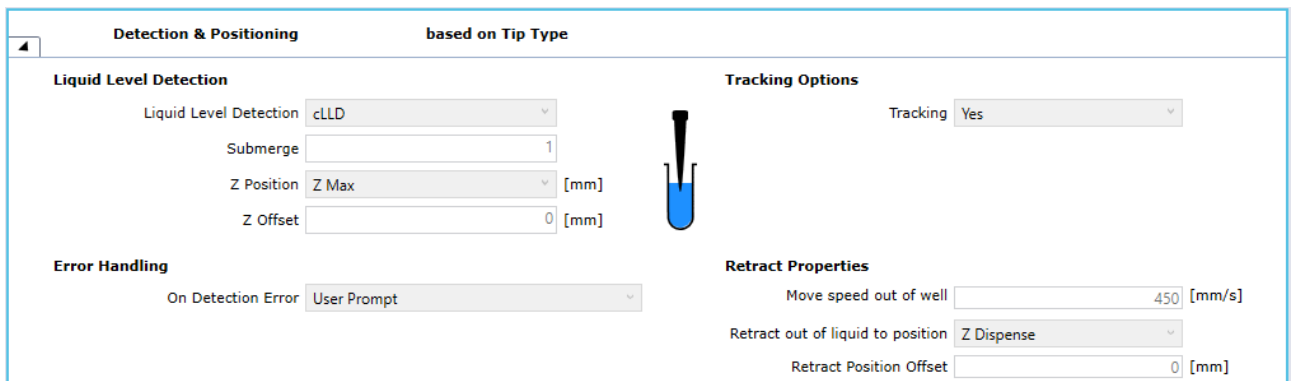 Detection & Positioning based on Tip Type
Liquid Level Detection
Liquid Level Detection cLLD
Submerge 1
Z Position Z Max [mm]
Z Offset 0 [mm]
Tracking Options
Tracking Yes
Error Handling
On Detection Error User Prompt
Retract Properties
Move speed out of well 450 [mm/s]
Retract out of liquid to position Z Dispense
Retract Position Offset 0 [mm]